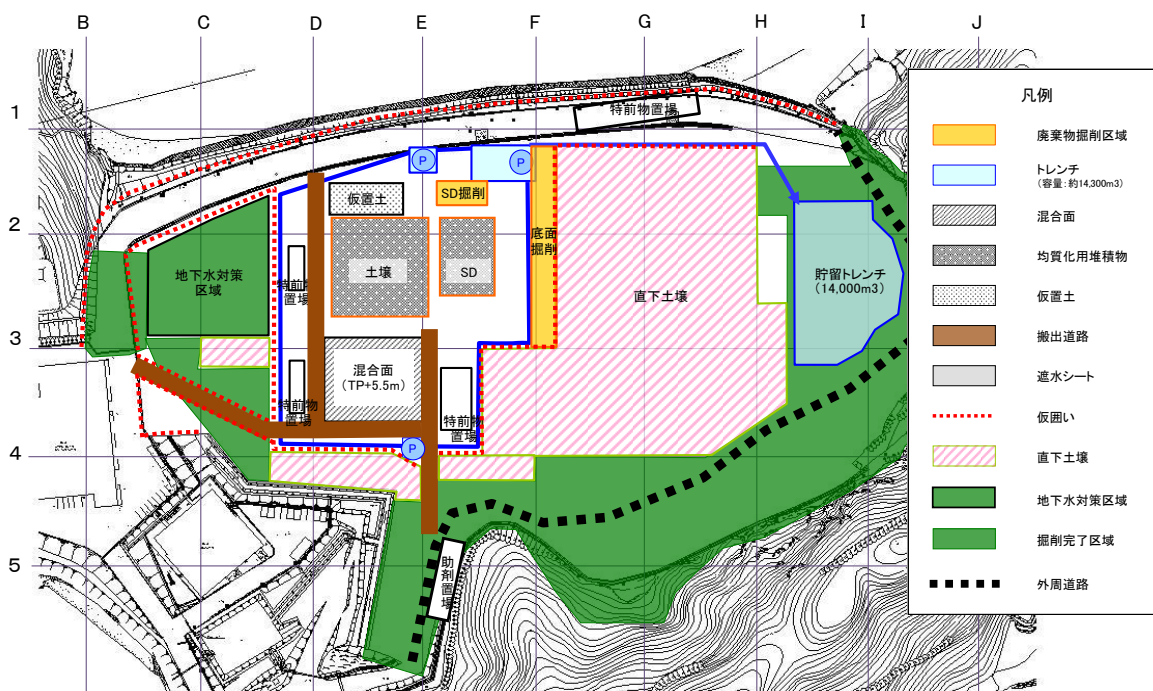 B C D E F G H I J
1
特前物置場
凡例
廃棄物掘削区域
P
P
トレンチ
(容量:約14,300m3)
仮置土
SD掘削
混合面
2
底面
掘削
均質化用堆積物
地下水対策
区域
特前物
置場
土壌
SD
貯留トレンチ
(14,000m3)
直下土壌
仮置土
搬出道路
3
混合面
(TP+5.5m)
遮水シート
特前物
置場
特前物
置場
仮囲い
P
4
直下土壌
地下水対策区域
掘削完了区域
5
助剤置場
外周道路